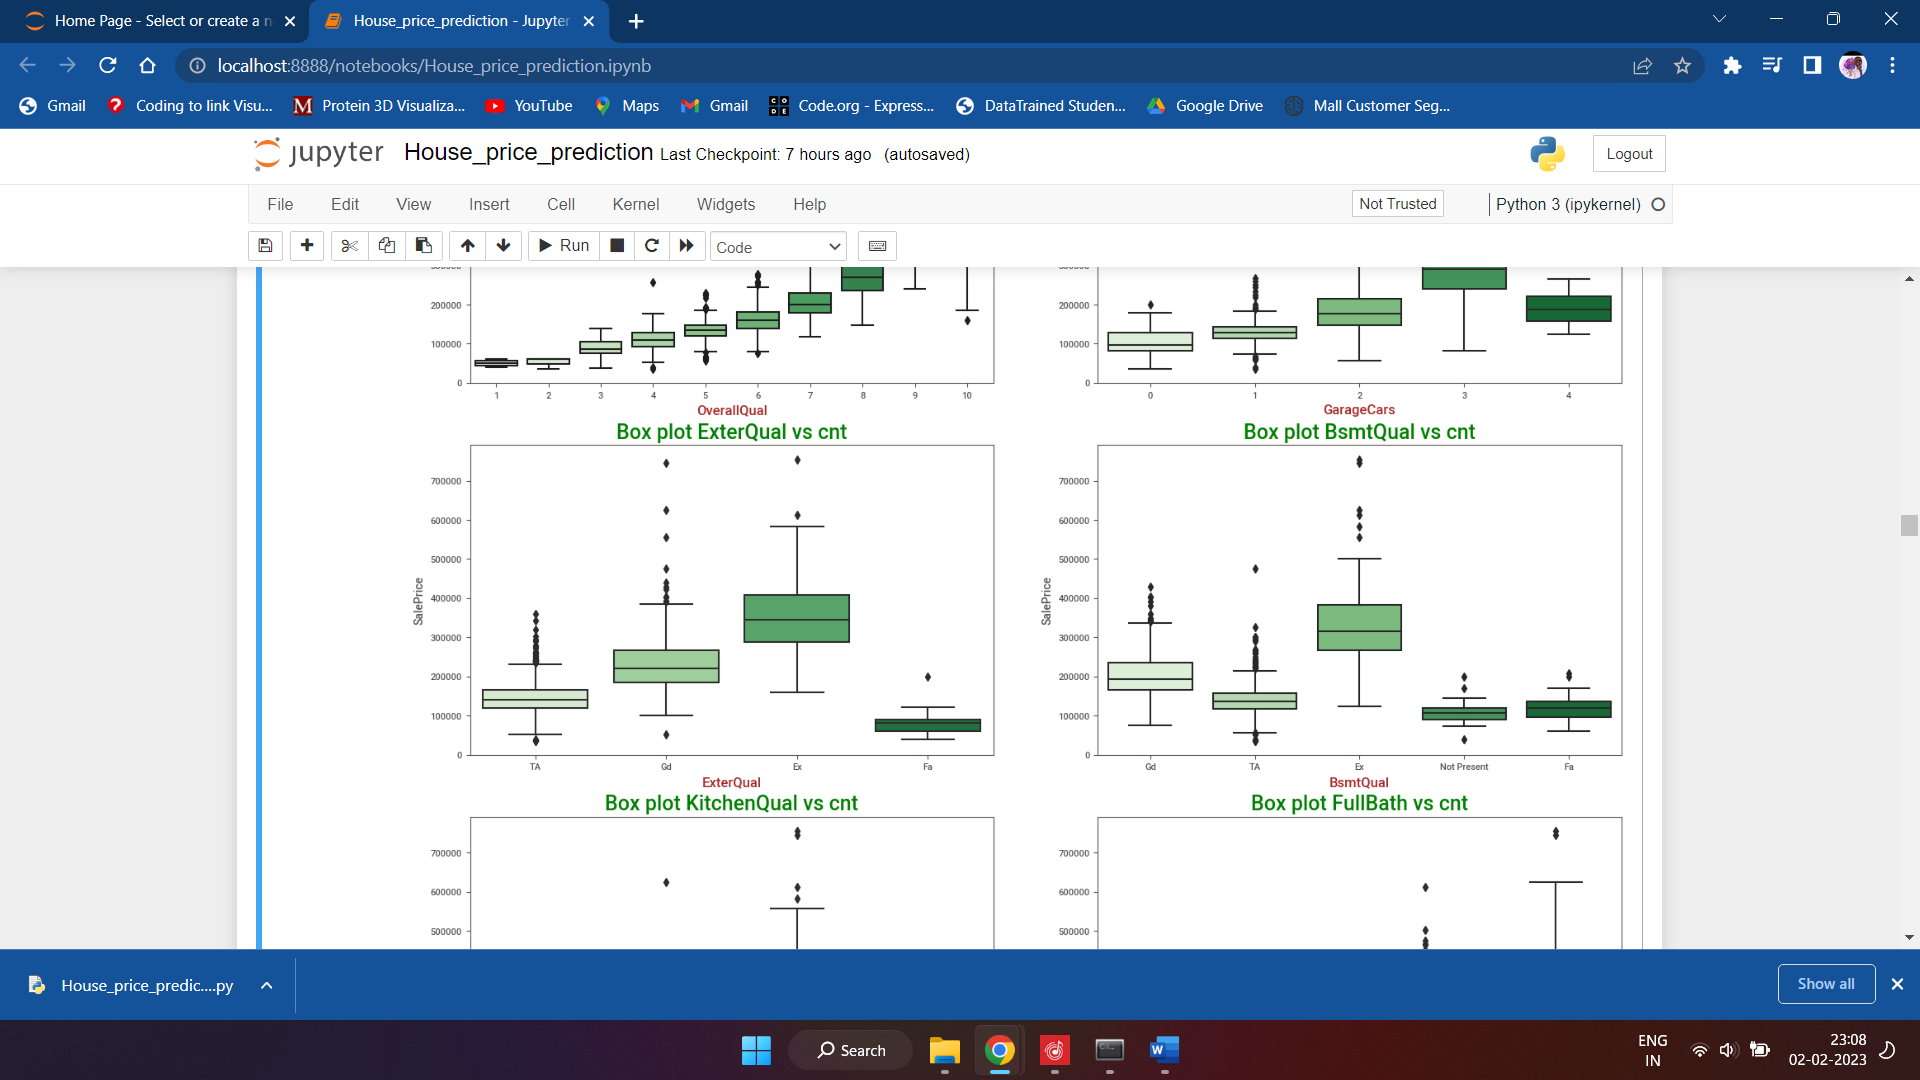 Home Page - Select or create a n
House_price_prediction - Jupyter
localhost:8888/notebooks/House_price_prediction.ipynb
Gmail
Coding to link Visu...
Protein 3D Visualiza...
YouTube
Maps
Gmail
Code.org - Express...
DataTrained Studen...
Google Drive
Mall Customer Seg...
jupyter House_price_prediction Last Checkpoint: 7 hours ago (autosaved)
Logout
File Edit View Insert Cell Kernel Widgets Help
Not Trusted
Python 3 (ipykernel)
Run
Code
200000
100000
0
1 2 3 4 5 6 7 8 9 10
OverallQual
200000
100000
0
0 1 2 3 4
GarageCars
Box plot ExterQual vs cnt
700000
600000
500000
400000
300000
200000
100000
0
SalePrice
TA Gd Ex Fa
ExterQual
Box plot BsmtQual vs cnt
700000
600000
500000
400000
300000
200000
100000
0
SalePrice
Gd TA Ex Not Present Fa
BsmtQual
Box plot KitchenQual vs cnt
700000
600000
500000
Box plot FullBath vs cnt
700000
600000
500000
House_price_predic....py
Show all
Search
ENG
IN
23:08
02-02-2023